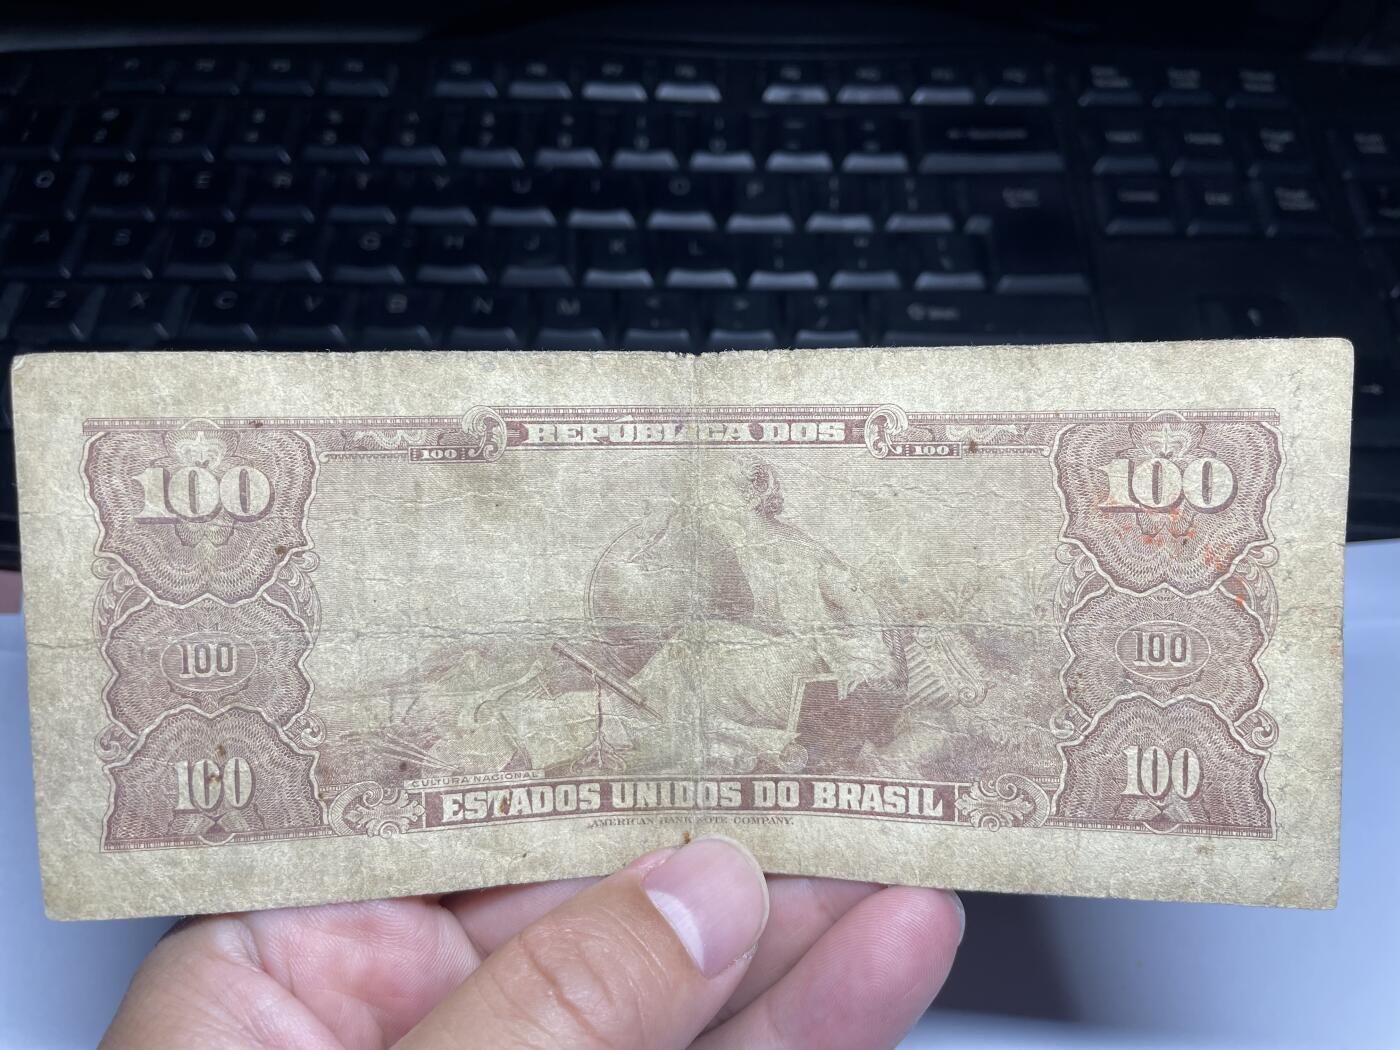 REPÚBLICA DOS
100 100 100 100
100 100
CULTURA NACIONAL
100 100
ESTADOS UNIDOS DO BRASIL
AMERICAN BANK NOTE COMPANY.
Q W E R T Y U I O P
A S D F G H J K L
Z X C V B N M